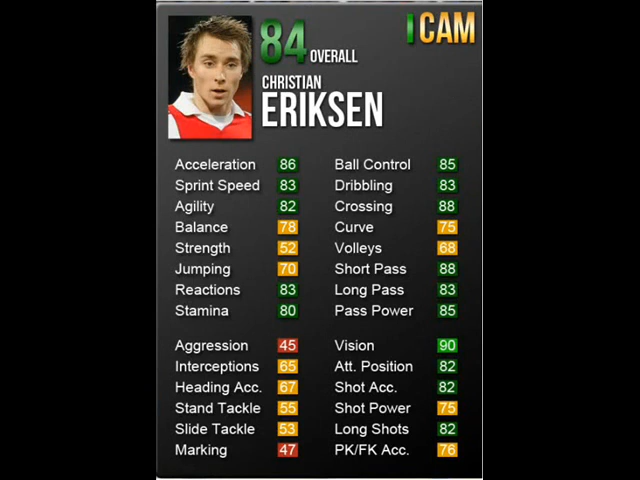 84 OVERALL
I CAM
CHRISTIAN
ERIKSEN
Acceleration 86
Sprint Speed 83
Agility 82
Balance 78
Strength 52
Jumping 70
Reactions 83
Stamina 80
Ball Control 85
Dribbling 83
Crossing 88
Curve 75
Volleys 68
Short Pass 88
Long Pass 83
Pass Power 85
Aggression 45
Interceptions 65
Heading Acc. 67
Stand Tackle 55
Slide Tackle 53
Marking 47
Vision 90
Att. Position 82
Shot Acc. 82
Shot Power 75
Long Shots 82
PK/FK Acc. 76